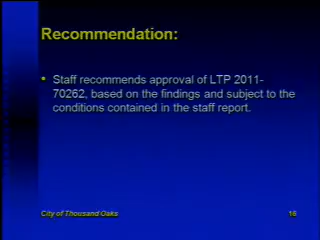 Recommendation:
▪ Staff recommends approval of LTP 2011-
70262, based on the findings and subject to the
conditions contained in the staff report.
City of Thousand Oaks
16